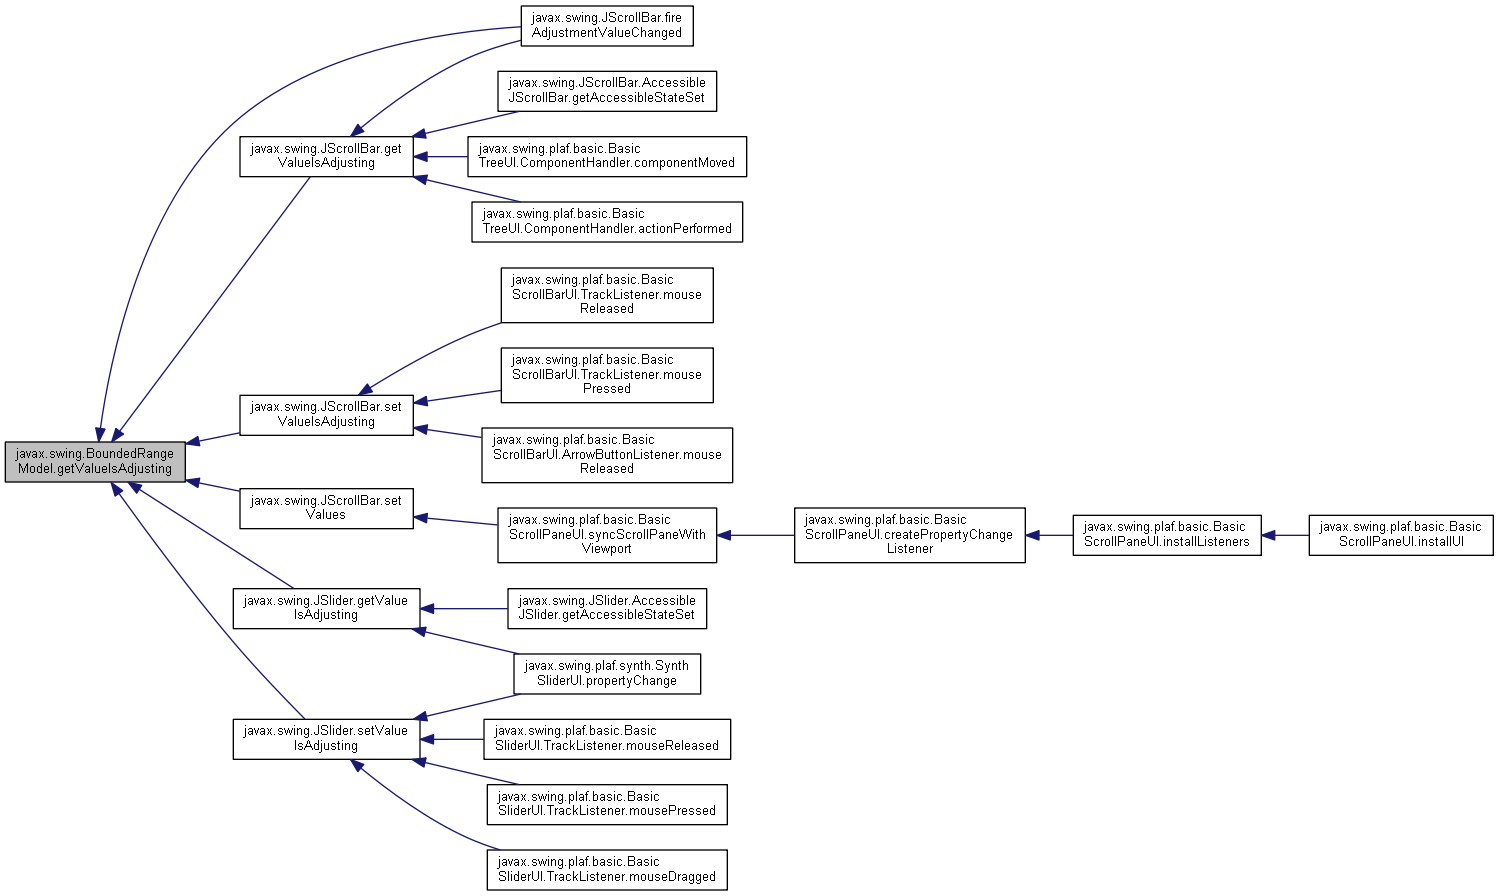 javax.swing.JScrollBar.fire
AdjustmentValueChanged
javax.swing.JScrollBar.Accessible
JScrollBar.getAccessibleStateSet
javax.swing.JScrollBar.get
ValueIsAdjusting
javax.swing.plaf.basic.Basic
TreeUI.ComponentHandler.componentMoved
javax.swing.plaf.basic.Basic
TreeUI.ComponentHandler.actionPerformed
javax.swing.plaf.basic.Basic
ScrollBarUI.TrackListener.mouse
Released
javax.swing.plaf.basic.Basic
ScrollBarUI.TrackListener.mouse
Pressed
javax.swing.JScrollBar.set
ValueIsAdjusting
javax.swing.plaf.basic.Basic
ScrollBarUI.ArrowButtonListener.mouse
Released
javax.swing.BoundedRange
Model.getValueIsAdjusting
javax.swing.JScrollBar.set
Values
javax.swing.plaf.basic.Basic
ScrollPaneUI.syncScrollPaneWith
Viewport
javax.swing.plaf.basic.Basic
ScrollPaneUI.createPropertyChange
Listener
javax.swing.plaf.basic.Basic
ScrollPaneUI.installListeners
javax.swing.plaf.basic.Basic
ScrollPaneUI.installUI
javax.swing.JSlider.getValue
IsAdjusting
javax.swing.JSlider.Accessible
JSlider.getAccessibleStateSet
javax.swing.plaf.synth.Synth
SliderUI.propertyChange
javax.swing.JSlider.setValue
IsAdjusting
javax.swing.plaf.basic.Basic
SliderUI.TrackListener.mouseReleased
javax.swing.plaf.basic.Basic
SliderUI.TrackListener.mousePressed
javax.swing.plaf.basic.Basic
SliderUI.TrackListener.mouseDragged